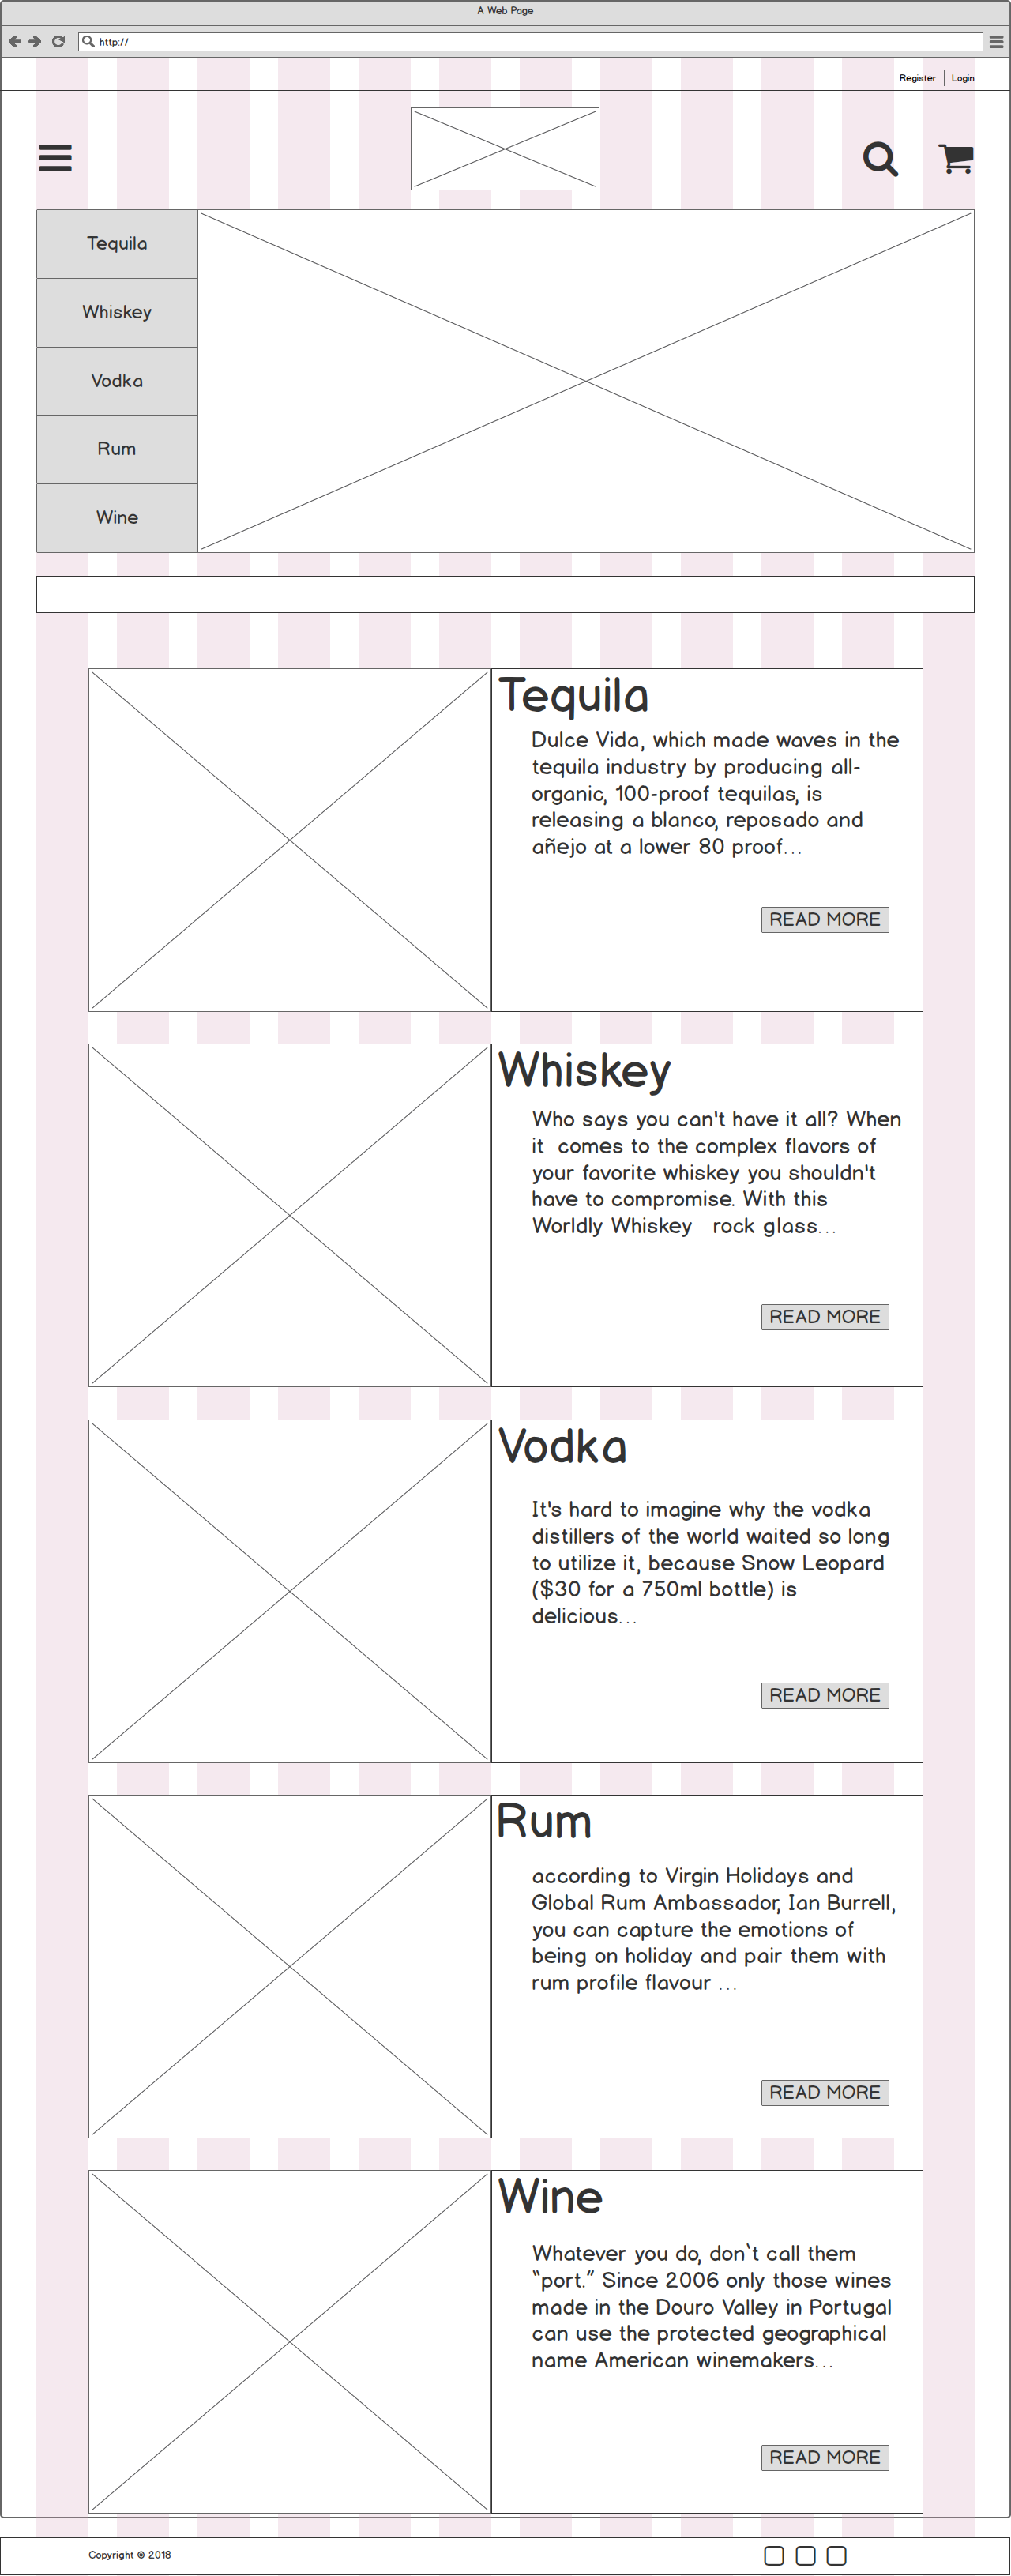 A Web Page
http://
Register
Login
Tequila
Whiskey
Vodka
Rum
Wine
Tequila
Dulce Vida, which made waves in the
tequila industry by producing all-
organic, 100-proof tequilas, is
releasing a blanco, reposado and
añejo at a lower 80 proof...
READ MORE
Whiskey
Who says you can't have it all? When
it  comes to the complex flavors of
your favorite whiskey you shouldn't
have to compromise. With this
Worldly Whiskey   rock glass...
READ MORE
Vodka
It's hard to imagine why the vodka
distillers of the world waited so long
to utilize it, because Snow Leopard
($30 for a 750ml bottle) is
delicious...
READ MORE
Rum
according to Virgin Holidays and
Global Rum Ambassador, Ian Burrell,
you can capture the emotions of
being on holiday and pair them with
rum profile flavour ...
READ MORE
Wine
Whatever you do, don`t call them
“port.” Since 2006 only those wines
made in the Douro Valley in Portugal
can use the protected geographical
name American winemakers...
READ MORE
Copyright © 2018